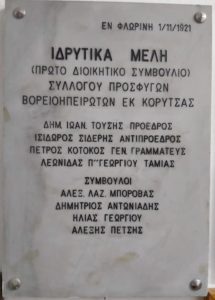 ΕΝ ΦΛΩΡΙΝΗ 1/11/1921
ΙΔΡΥΤΙΚΑ ΜΕΛΗ
(ΠΡΩΤΟ ΔΙΟΙΚΗΤΙΚΟ ΣΥΜΒΟΥΛΙΟ)
ΣΥΛΛΟΓΟΥ ΠΡΟΣΦΥΓΩΝ
ΒΟΡΕΙΟΗΠΕΙΡΩΤΩΝ ΕΚ ΚΟΡΥΤΣΑΣ
ΔΗΜ. ΙΩΑΝ. ΤΟΥΣΗΣ ΠΡΟΕΔΡΟΣ
ΙΣΙΔΩΡΟΣ ΣΙΔΕΡΗΣ ΑΝΤΙΠΡΟΕΔΡΟΣ
ΠΕΤΡΟΣ ΚΟΤΟΚΟΣ ΓΕΝ. ΓΡΑΜΜΑΤΕΥΣ
ΛΕΩΝΙΔΑΣ Π"ΓΕΩΡΓΙΟΥ ΤΑΜΙΑΣ
ΣΥΜΒΟΥΛΟΙ
ΑΛΕΞ. ΛΑΖ. ΜΠΟΡΟΒΑΣ
ΔΗΜΗΤΡΙΟΣ ΑΝΤΩΝΙΑΔΗΣ
ΗΛΙΑΣ ΓΕΩΡΓΙΟΥ
ΑΛΕΞΗΣ ΠΕΤΣΗΣ